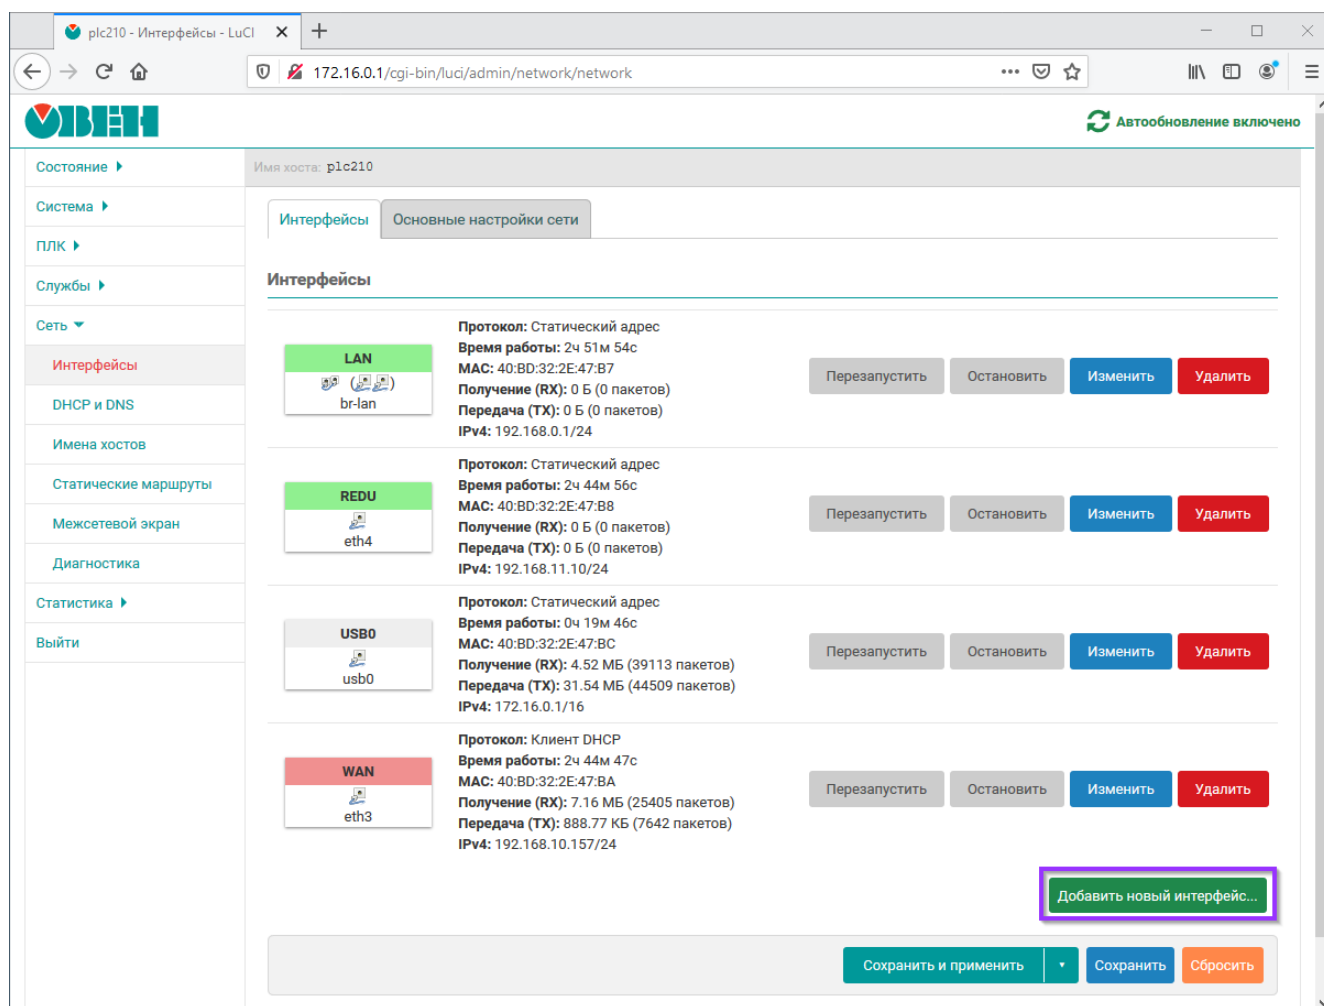 plc210 - Интерфейсы - LuCI
172.16.0.1/cgi-bin/luci/admin/network/network
ОВЕН
Автообновление включено
Состояние
Система
ПЛК
Службы
Сеть
Интерфейсы
DHCP и DNS
Имена хостов
Статические маршруты
Межсетевой экран
Диагностика
Статистика
Выйти
Имя хоста: plc210
Интерфейсы Основные настройки сети
Интерфейсы
LAN
br-lan
Протокол: Статический адрес
Время работы: 2ч 51м 54с
MAC: 40:BD:32:2E:47:B7
Получение (RX): 0 Б (0 пакетов)
Передача (TX): 0 Б (0 пакетов)
IPv4: 192.168.0.1/24
Перезапустить Остановить Изменить Удалить
REDU
eth4
Протокол: Статический адрес
Время работы: 2ч 44м 56с
MAC: 40:BD:32:2E:47:B8
Получение (RX): 0 Б (0 пакетов)
Передача (TX): 0 Б (0 пакетов)
IPv4: 192.168.11.10/24
Перезапустить Остановить Изменить Удалить
USB0
usb0
Протокол: Статический адрес
Время работы: 0ч 19м 46с
MAC: 40:BD:32:2E:47:BC
Получение (RX): 4.52 МБ (39113 пакетов)
Передача (TX): 31.54 МБ (44509 пакетов)
IPv4: 172.16.0.1/16
Перезапустить Остановить Изменить Удалить
WAN
eth3
Протокол: Клиент DHCP
Время работы: 2ч 44м 47с
MAC: 40:BD:32:2E:47:BA
Получение (RX): 7.16 МБ (25405 пакетов)
Передача (TX): 888.77 КБ (7642 пакетов)
IPv4: 192.168.10.157/24
Перезапустить Остановить Изменить Удалить
Добавить новый интерфейс...
Сохранить и применить Сохранить Сбросить